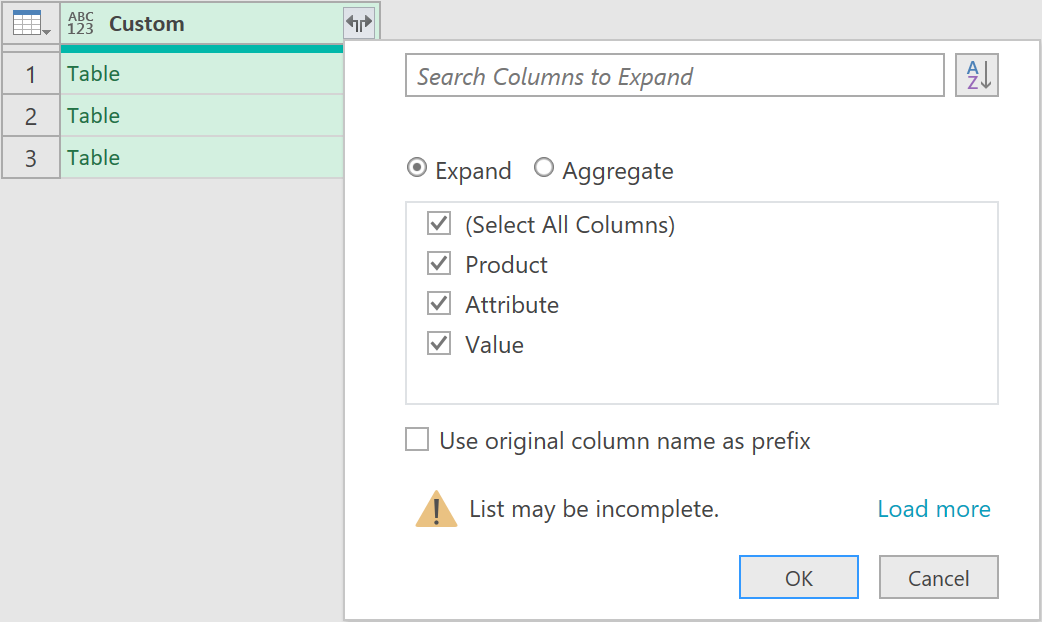 ABC
123
Custom
1 Table
2 Table
3 Table
Search Columns to Expand
A
Z
Expand Aggregate
(Select All Columns)
Product
Attribute
Value
Use original column name as prefix
List may be incomplete. Load more
OK Cancel